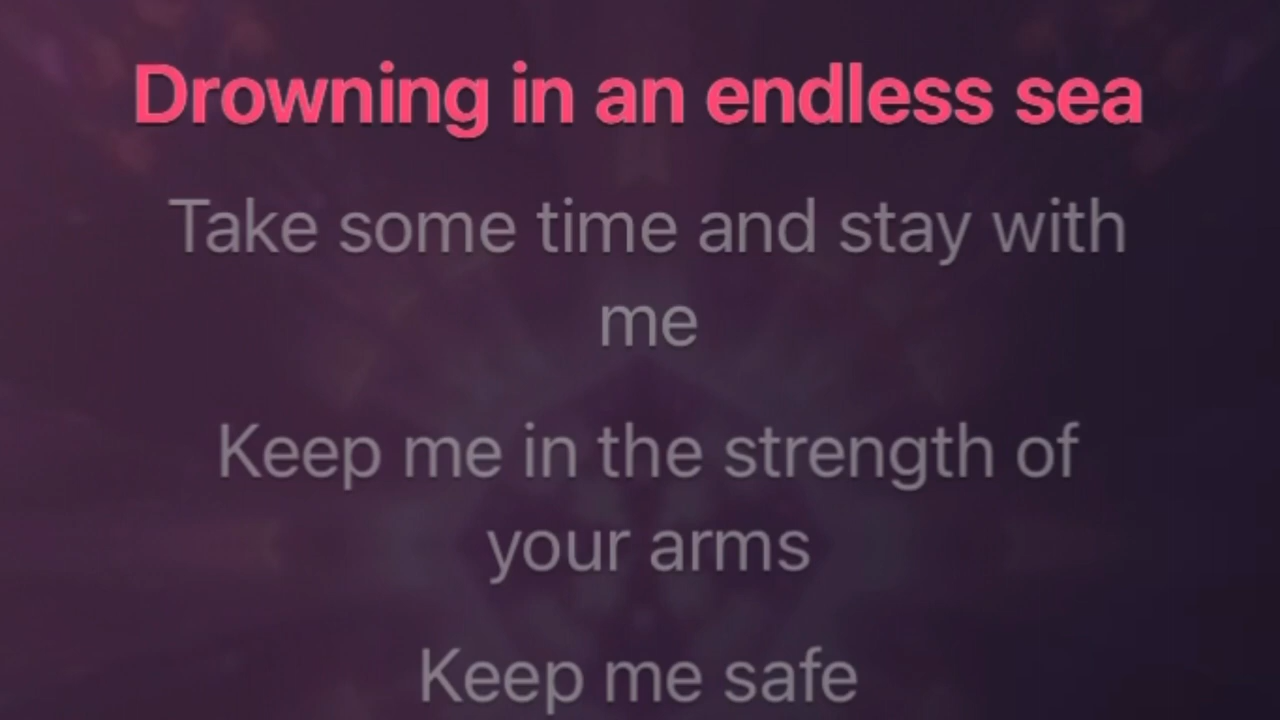 Drowning in an endless sea
Take some time and stay with
me
Keep me in the strength of
your arms
Keep me safe